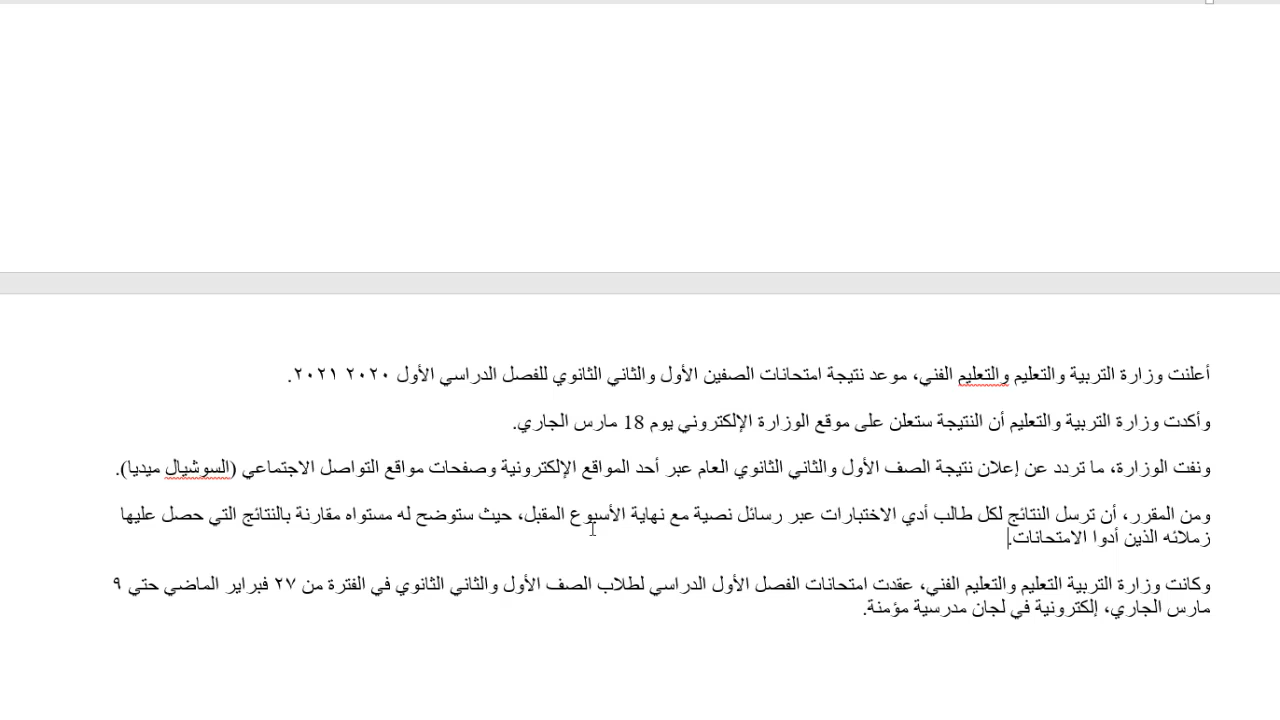 أعلنت وزارة التربية والتعليم والتعليم الفني، موعد نتيجة امتحانات الصفين الأول والثاني الثانوي للفصل الدراسي الأول ٢٠٢٠ ٢٠٢١.
وأكدت وزارة التربية والتعليم أن النتيجة ستعلن على موقع الوزارة الإلكتروني يوم 18 مارس الجاري.
ونفت الوزارة، ما تردد عن إعلان نتيجة الصف الأول والثاني الثانوي العام عبر أحد المواقع الإلكترونية وصفحات مواقع التواصل الاجتماعي (السوشيال ميديا).
ومن المقرر، أن ترسل النتائج لكل طالب أدي الاختبارات عبر رسائل نصية مع نهاية الأسبوع المقبل، حيث ستوضح له مستواه مقارنة بالنتائج التي حصل عليها
زملائه الذين أدوا الامتحانات.
وكانت وزارة التربية التعليم والتعليم الفني، عقدت امتحانات الفصل الأول الدراسي لطلاب الصف الأول والثاني الثانوي في الفترة من ٢٧ فبراير الماضي حتي ٩
مارس الجاري، إلكترونية في لجان مدرسية مؤمنة.